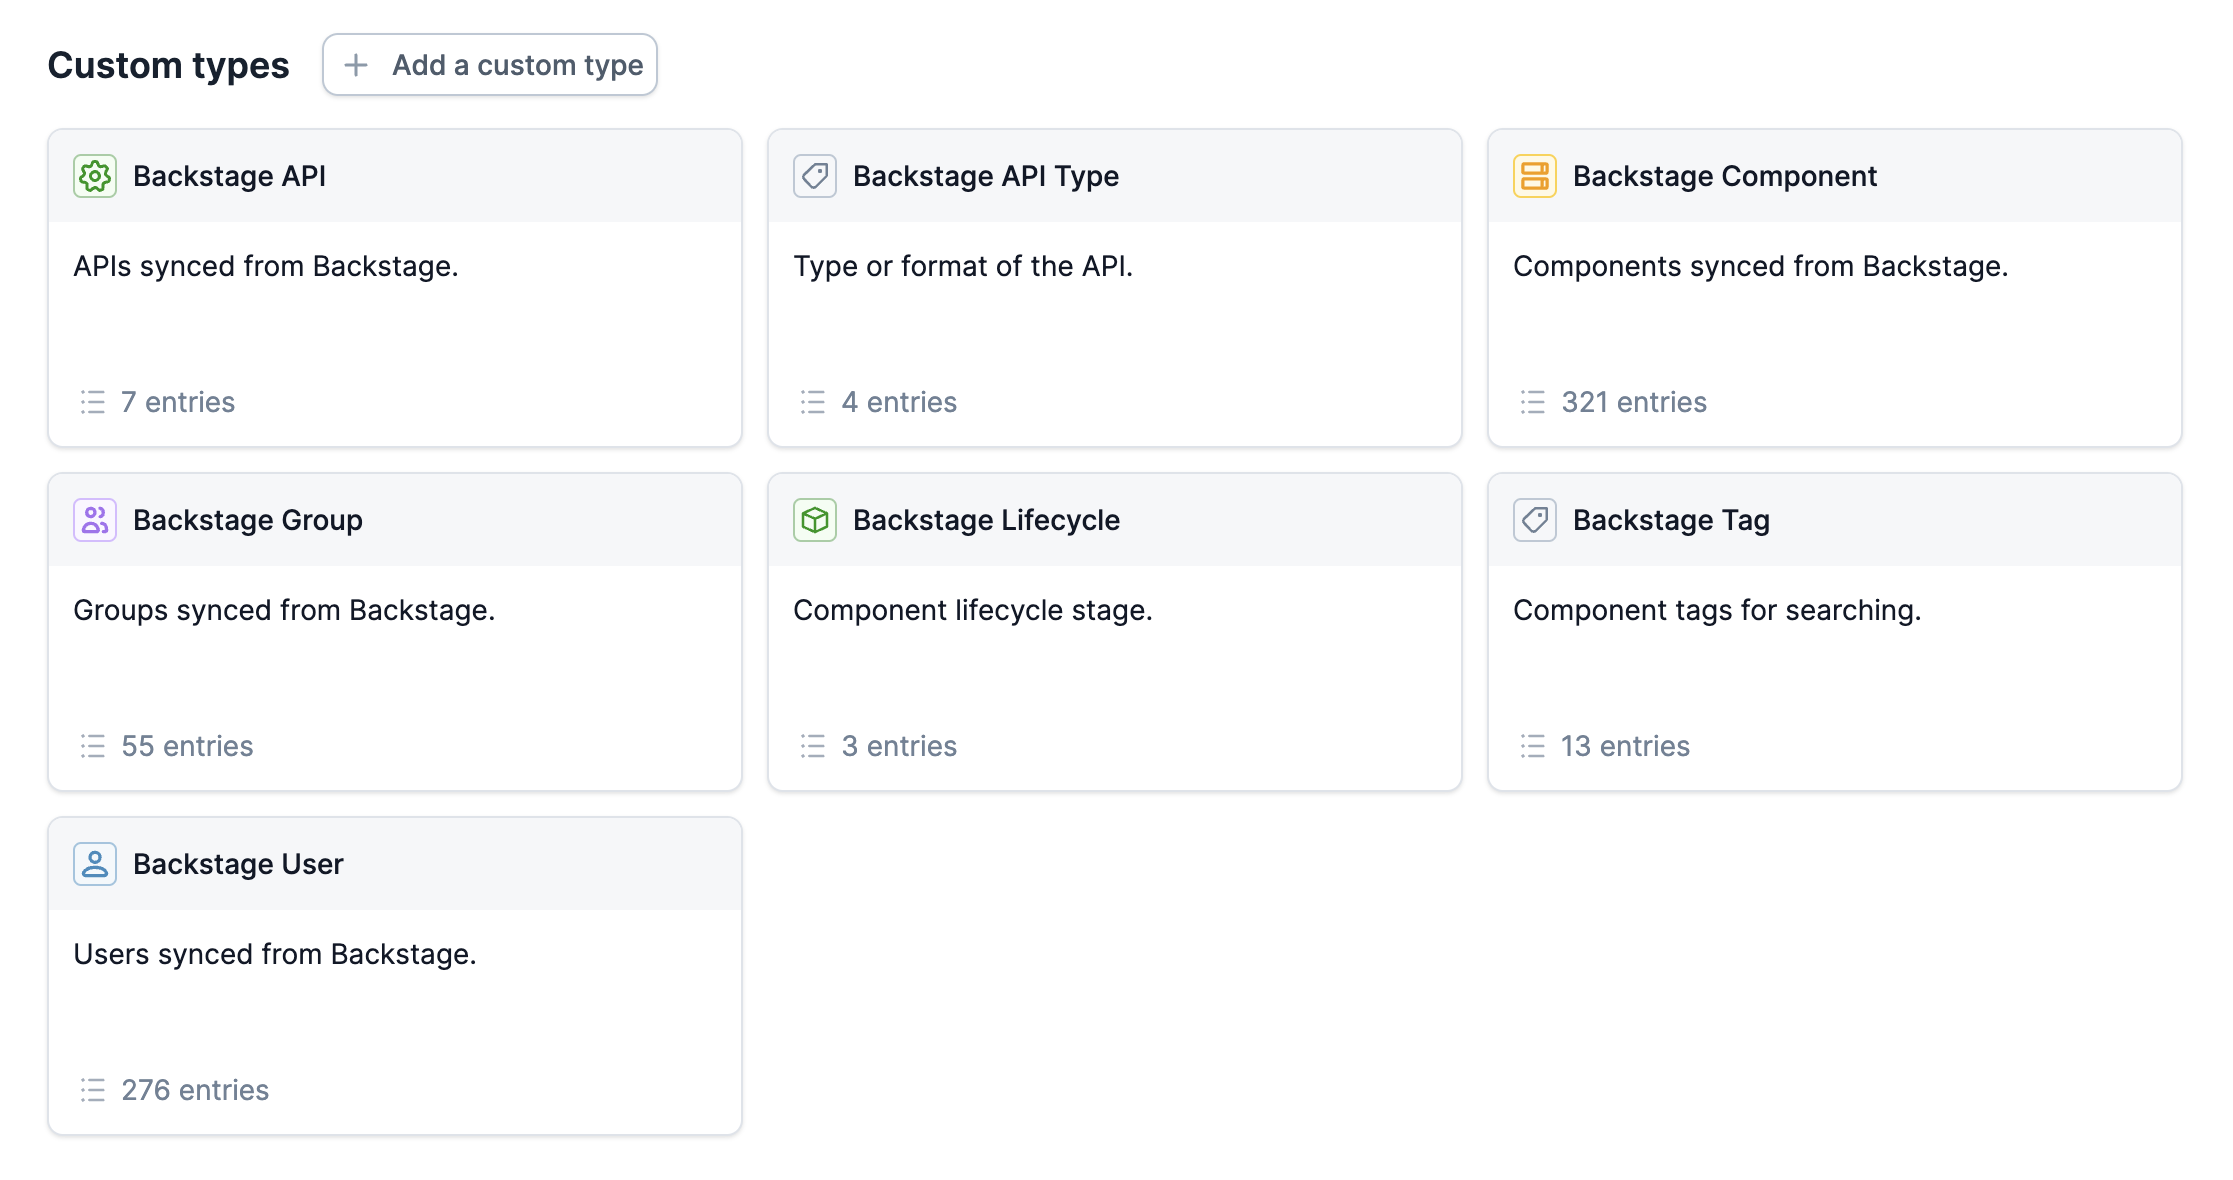 Custom types
Add a custom type
Backstage API
APIs synced from Backstage.
7 entries
Backstage API Type
Type or format of the API.
4 entries
Backstage Component
Components synced from Backstage.
321 entries
Backstage Group
Groups synced from Backstage.
55 entries
Backstage Lifecycle
Component lifecycle stage.
3 entries
Backstage Tag
Component tags for searching.
13 entries
Backstage User
Users synced from Backstage.
276 entries